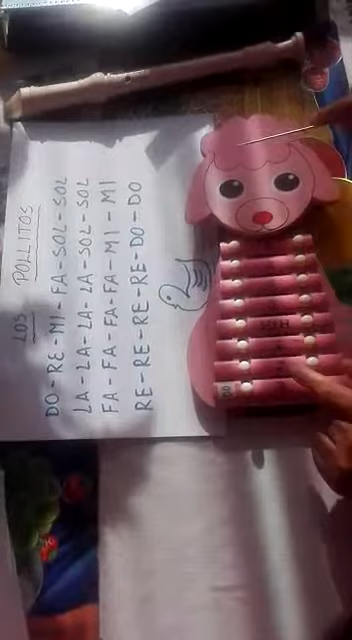 LOS
POLLITOS
DO-RE-MI-FA-SOL-SOL
LA-LA-LA-LA-SOL-SOL
FA-FA-FA-FA-MI-MI
RE-RE-RE-RE-DO-DO
DO